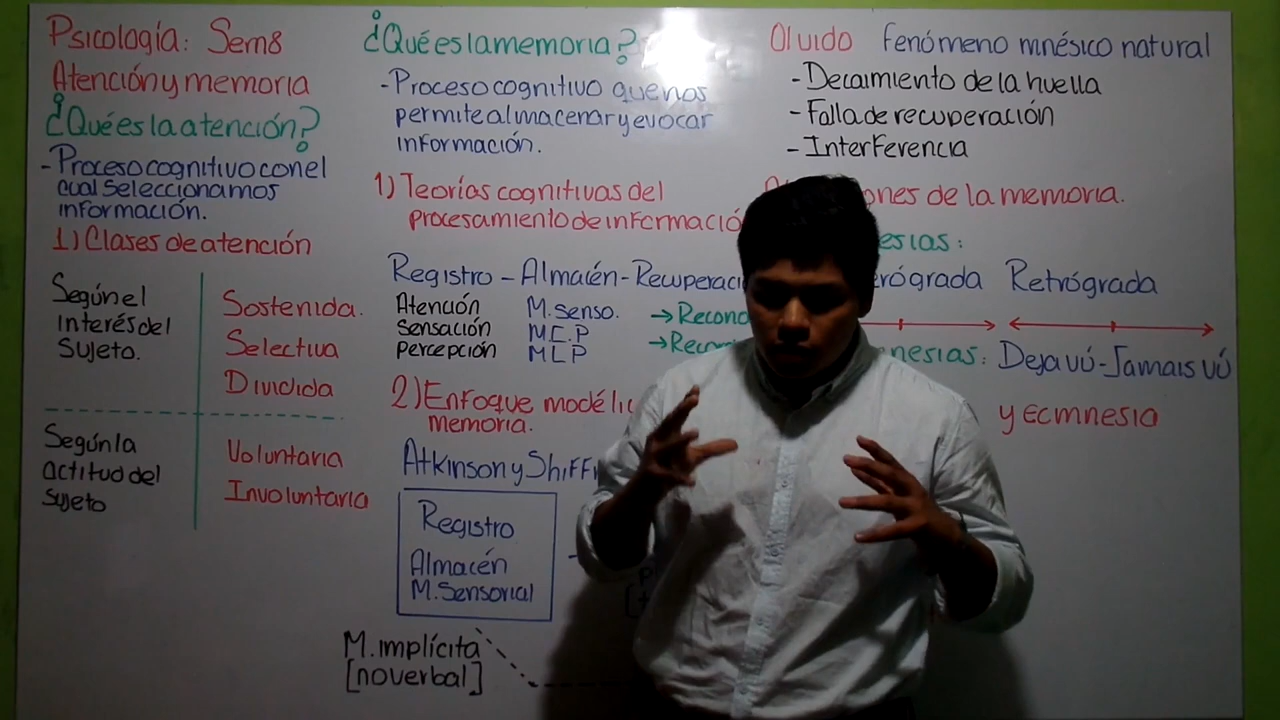 Psicología: Sem8
Atención y memoria
¿Qué es la atención?
- Proceso cognitivo con el
cual seleccionamos
información.
1) Clases de atención
Según el
interés del
sujeto.
Sostenida.
Selectiva
Dividida
Según la
actitud del
sujeto
Voluntaria
Involuntaria
¿Qué es la memoria?
- Proceso cognitivo que nos
permite almacenar y evocar
información.
1) Teorías cognitivas del
procesamiento de informació
Registro - Almacén - Recuperaci
Atención
Sensación
percepción
M. Senso.
M.C.P
MLP
→ Recono
→ Recor
2) Enfoque modélic
memoria.
Atkinson y Shiffr
Registro
Almacén
M. Sensorial
M. implícita
[no verbal]
Olvido fenómeno mnésico natural
- Decaimiento de la huella
- Falla de recuperación
- Interferencia
ones de la memoria.
esias:
erógrada Retrógrada
nesias: Deja vú - Jamais vú
y ecmnesia